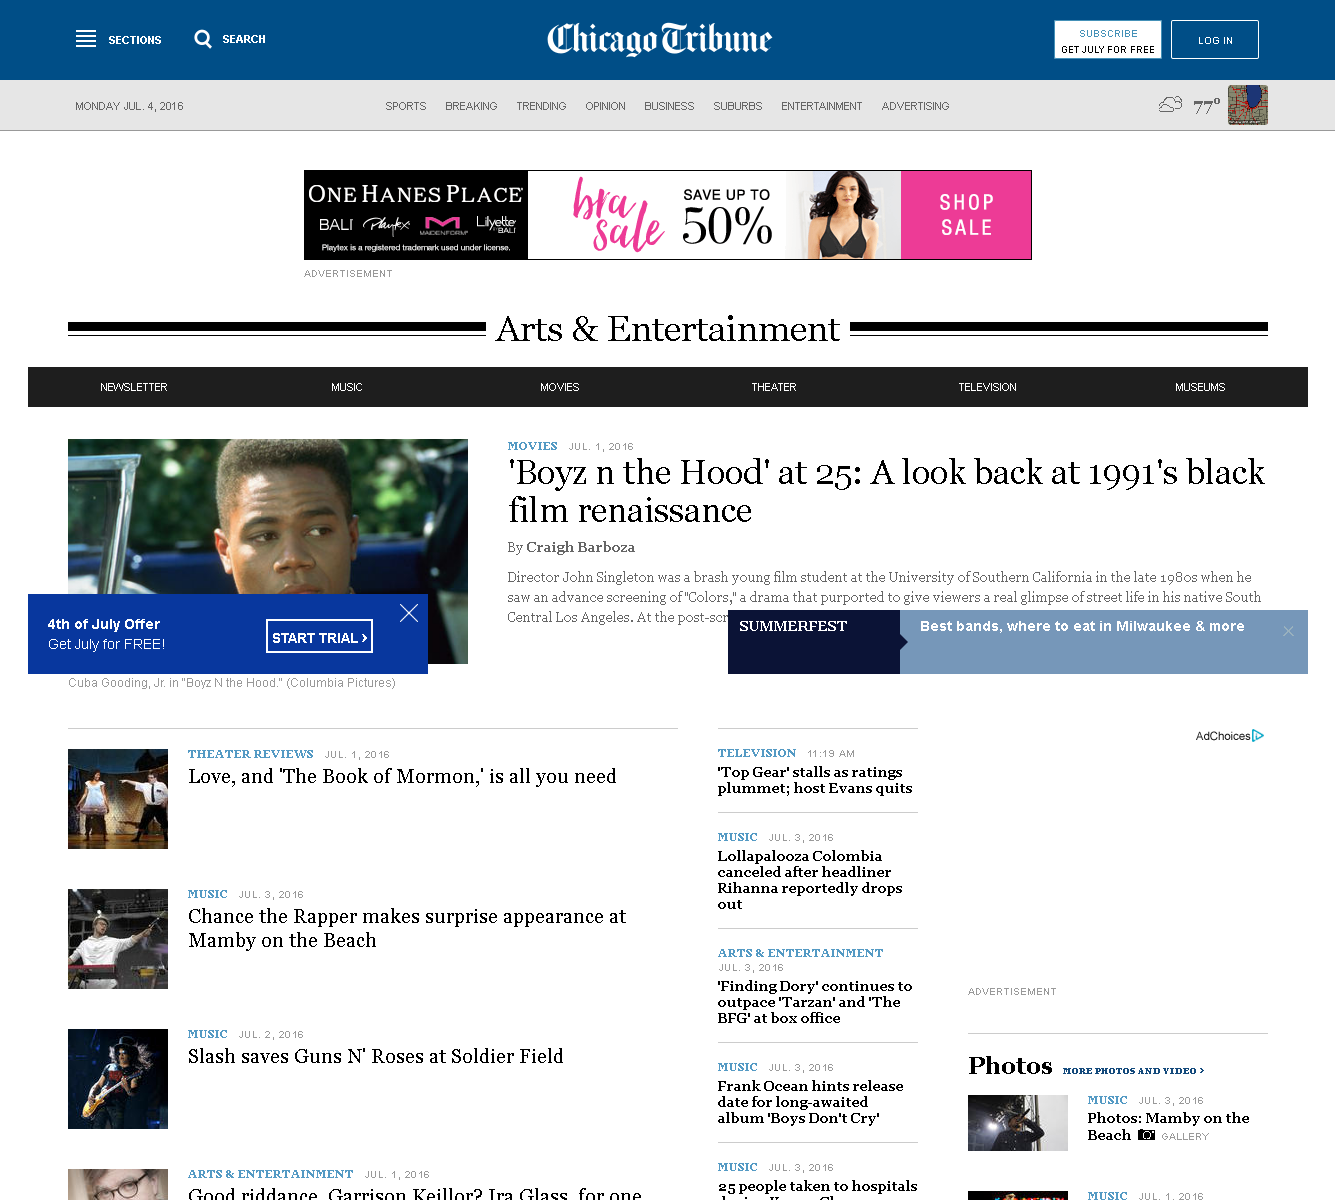 SECTIONS
SEARCH
Chicago Tribune
SUBSCRIBE
GET JULY FOR FREE
LOG IN
MONDAY JUL. 4, 2016
SPORTS BREAKING TRENDING OPINION BUSINESS SUBURBS ENTERTAINMENT ADVERTISING
77°
ONE HANES PLACE
BALI Playtex MAIDENFORM Lilyette by BALI
Playtex is a registered trademark used under license.
bra sale
SAVE UP TO
50%
SHOP
SALE
ADVERTISEMENT
Arts & Entertainment
NEWSLETTER MUSIC MOVIES THEATER TELEVISION MUSEUMS
MOVIES JUL. 1, 2016
'Boyz n the Hood' at 25: A look back at 1991's black
film renaissance
By Craigh Barboza
Director John Singleton was a brash young film student at the University of Southern California in the late 1980s when he
saw an advance screening of "Colors," a drama that purported to give viewers a real glimpse of street life in his native South
Central Los Angeles. At the post-scr
4th of July Offer
Get July for FREE!
START TRIAL ›
SUMMERFEST
Best bands, where to eat in Milwaukee & more
Cuba Gooding, Jr. in "Boyz N the Hood." (Columbia Pictures)
THEATER REVIEWS JUL. 1, 2016
Love, and 'The Book of Mormon,' is all you need
MUSIC JUL. 3, 2016
Chance the Rapper makes surprise appearance at
Mamby on the Beach
MUSIC JUL. 2, 2016
Slash saves Guns N' Roses at Soldier Field
ARTS & ENTERTAINMENT JUL. 1, 2016
Good riddance, Garrison Keillor? Ira Glass, for one,
TELEVISION 11:19 AM
'Top Gear' stalls as ratings
plummet; host Evans quits
MUSIC JUL. 3, 2016
Lollapalooza Colombia
canceled after headliner
Rihanna reportedly drops
out
ARTS & ENTERTAINMENT
JUL. 3, 2016
'Finding Dory' continues to
outpace 'Tarzan' and 'The
BFG' at box office
MUSIC JUL. 3, 2016
Frank Ocean hints release
date for long-awaited
album 'Boys Don't Cry'
MUSIC JUL. 3, 2016
25 people taken to hospitals
AdChoices
ADVERTISEMENT
Photos MORE PHOTOS AND VIDEO ›
MUSIC JUL. 3, 2016
Photos: Mamby on the
Beach GALLERY
MUSIC JUL. 1, 2016